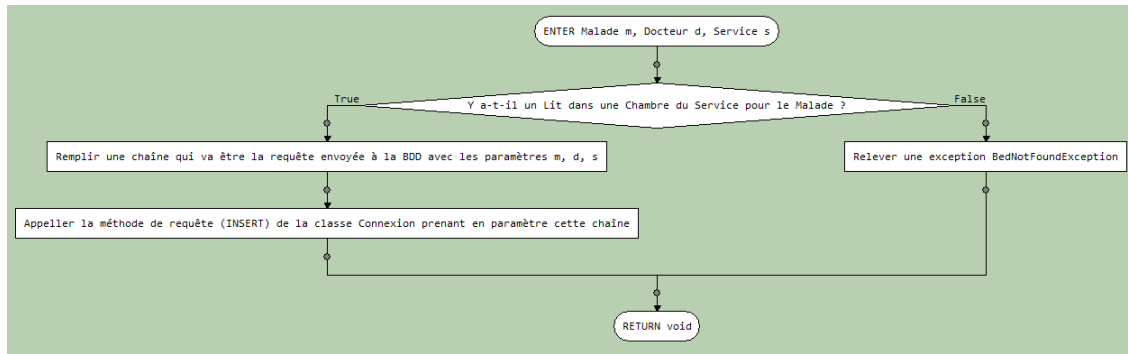 ENTER Malade m, Docteur d, Service s
True
Y a-t-il un Lit dans une Chambre du Service pour le Malade ?
False
Remplir une chaîne qui va être la requête envoyée à la BDD avec les paramètres m, d, s
Relever une exception BedNotFoundException
Appeller la méthode de requête (INSERT) de la classe Connexion prenant en paramètre cette chaîne
RETURN void